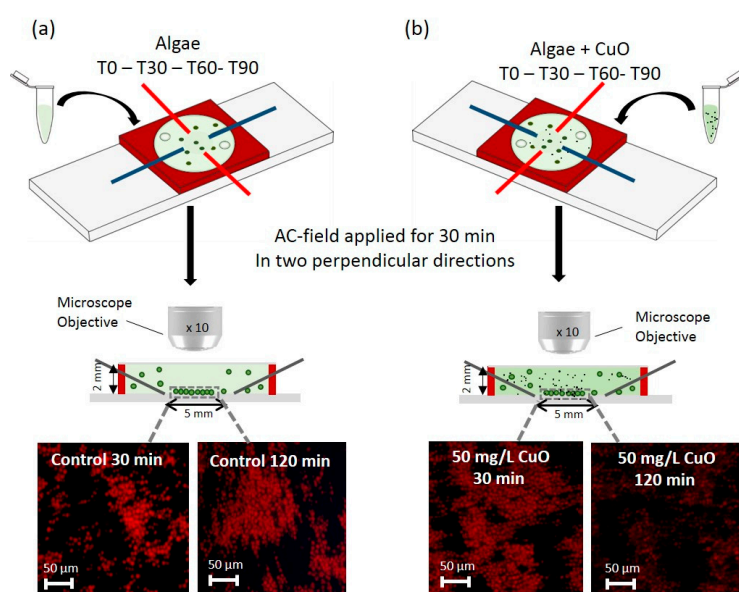 (a)
Algae
T0 – T30 – T60- T90
(b)
Algae + CuO
T0 – T30 – T60- T90
AC-field applied for 30 min
In two perpendicular directions
Microscope
Objective
x 10
2 mm
5 mm
Microscope
Objective
x 10
2 mm
5 mm
Control 30 min
50 µm
Control 120 min
50 µm
50 mg/L CuO
30 min
50 µm
50 mg/L CuO
120 min
50 µm